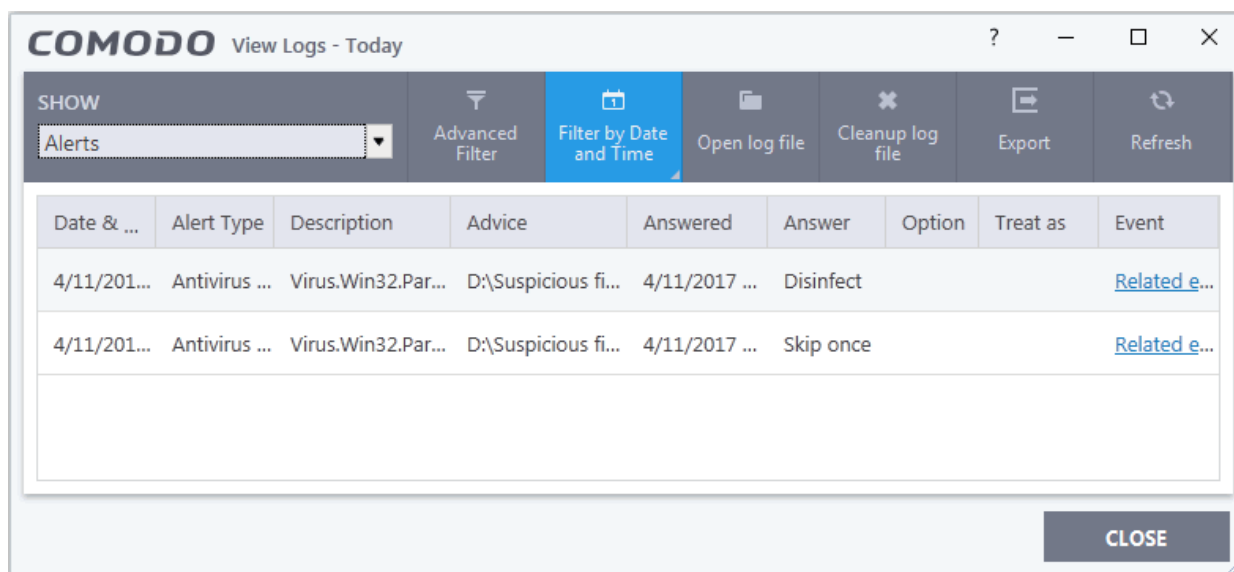 COMODO View Logs - Today ?
SHOW
Alerts
Advanced Filter
Filter by Date and Time
Open log file
Cleanup log file
Export
Refresh
Date & ... Alert Type Description Advice Answered Answer Option Treat as Event
4/11/201... Antivirus ... Virus.Win32.Par... D:\Suspicious fi... 4/11/2017 ... Disinfect Related e...
4/11/201... Antivirus ... Virus.Win32.Par... D:\Suspicious fi... 4/11/2017 ... Skip once Related e...
CLOSE